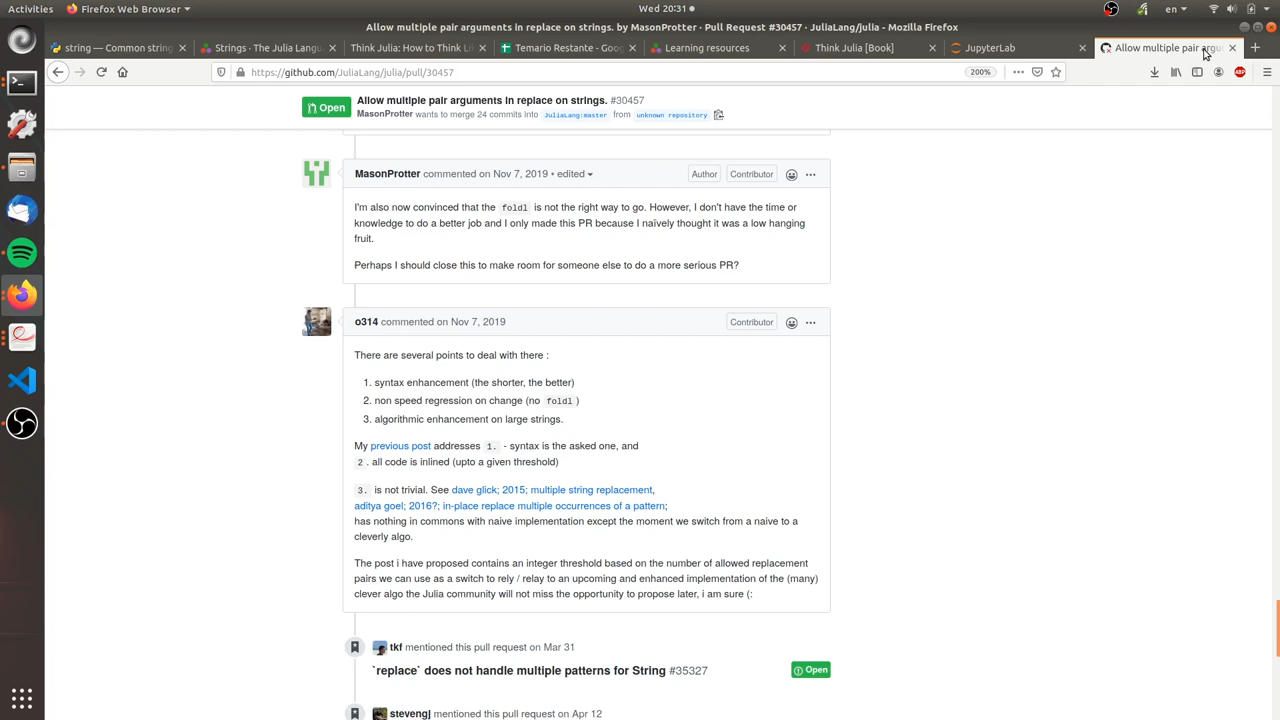 Activities
Firefox Web Browser
Wed 20:31
en
Allow multiple pair arguments in replace on strings. by MasonProtter · Pull Request #30457 · JuliaLang/julia - Mozilla Firefox
string — Common string
Strings · The Julia Langu
Think Julia: How to Think Li
Temario Restante - Goo
Learning resources
Think Julia [Book]
JupyterLab
Allow multiple pair argu
https://github.com/JuliaLang/julia/pull/30457
200%
ABP
Open
Allow multiple pair arguments in replace on strings. #30457
MasonProtter wants to merge 24 commits into JuliaLang:master from unknown repository
MasonProtter commented on Nov 7, 2019 • edited
Author
Contributor
I'm also now convinced that the foldl is not the right way to go. However, I don't have the time or
knowledge to do a better job and I only made this PR because I naïvely thought it was a low hanging
fruit.
Perhaps I should close this to make room for someone else to do a more serious PR?
o314 commented on Nov 7, 2019
Contributor
There are several points to deal with there :
1. syntax enhancement (the shorter, the better)
2. non speed regression on change (no foldl )
3. algorithmic enhancement on large strings.
My previous post addresses 1. - syntax is the asked one, and
2 . all code is inlined (upto a given threshold)
3. is not trivial. See dave glick; 2015; multiple string replacement,
aditya goel; 2016?; in-place replace multiple occurrences of a pattern;
has nothing in commons with naive implementation except the moment we switch from a naive to a
cleverly algo.
The post i have proposed contains an integer threshold based on the number of allowed replacement
pairs we can use as a switch to rely / relay to an upcoming and enhanced implementation of the (many)
clever algo the Julia community will not miss the opportunity to propose later, i am sure (:
tkf mentioned this pull request on Mar 31
`replace` does not handle multiple patterns for String #35327
Open
stevengj mentioned this pull request on Apr 12